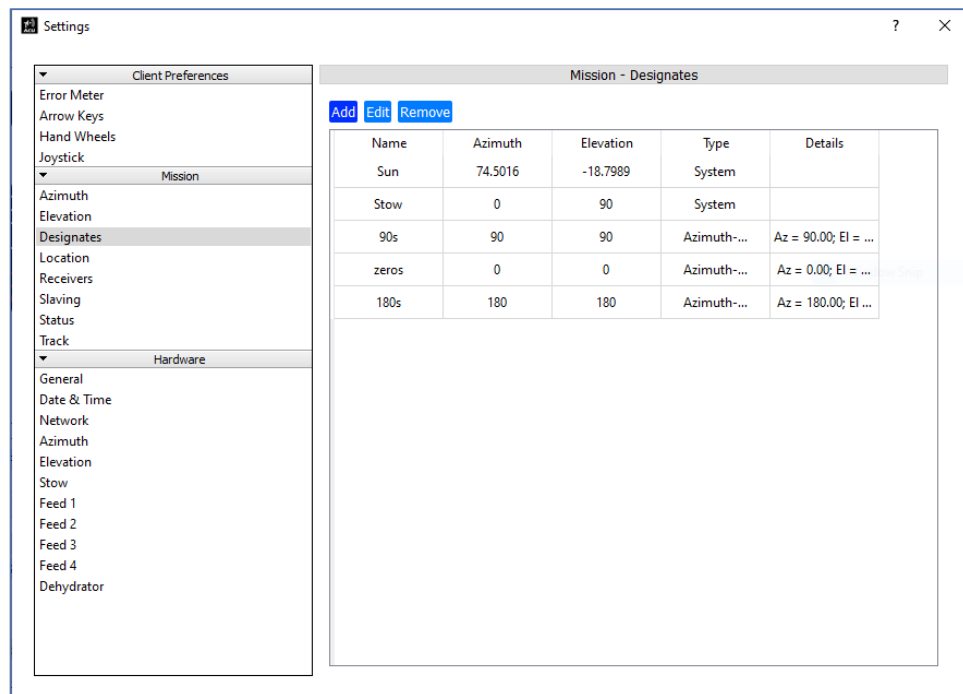 Settings
?
Client Preferences
Error Meter
Arrow Keys
Hand Wheels
Joystick
Mission
Azimuth
Elevation
Designates
Location
Receivers
Slaving
Status
Track
Hardware
General
Date & Time
Network
Azimuth
Elevation
Stow
Feed 1
Feed 2
Feed 3
Feed 4
Dehydrator
Mission - Designates
Add Edit Remove
Name Azimuth Elevation Type Details
Sun 74.5016 -18.7989 System
Stow 0 90 System
90s 90 90 Azimuth-... Az = 90.00; El = ...
zeros 0 0 Azimuth-... Az = 0.00; El = ...
180s 180 180 Azimuth-... Az = 180.00; El ...